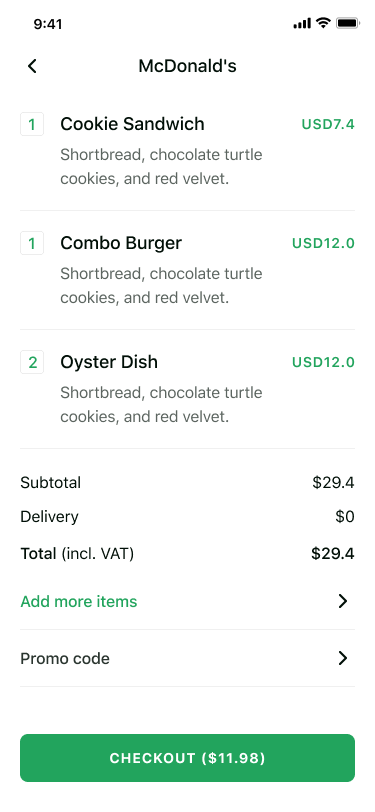 9:41
McDonald's
1 Cookie Sandwich USD7.4
Shortbread, chocolate turtle
cookies, and red velvet.
1 Combo Burger USD12.0
Shortbread, chocolate turtle
cookies, and red velvet.
2 Oyster Dish USD12.0
Shortbread, chocolate turtle
cookies, and red velvet.
Subtotal $29.4
Delivery $0
Total (incl. VAT) $29.4
Add more items
Promo code
CHECKOUT ($11.98)